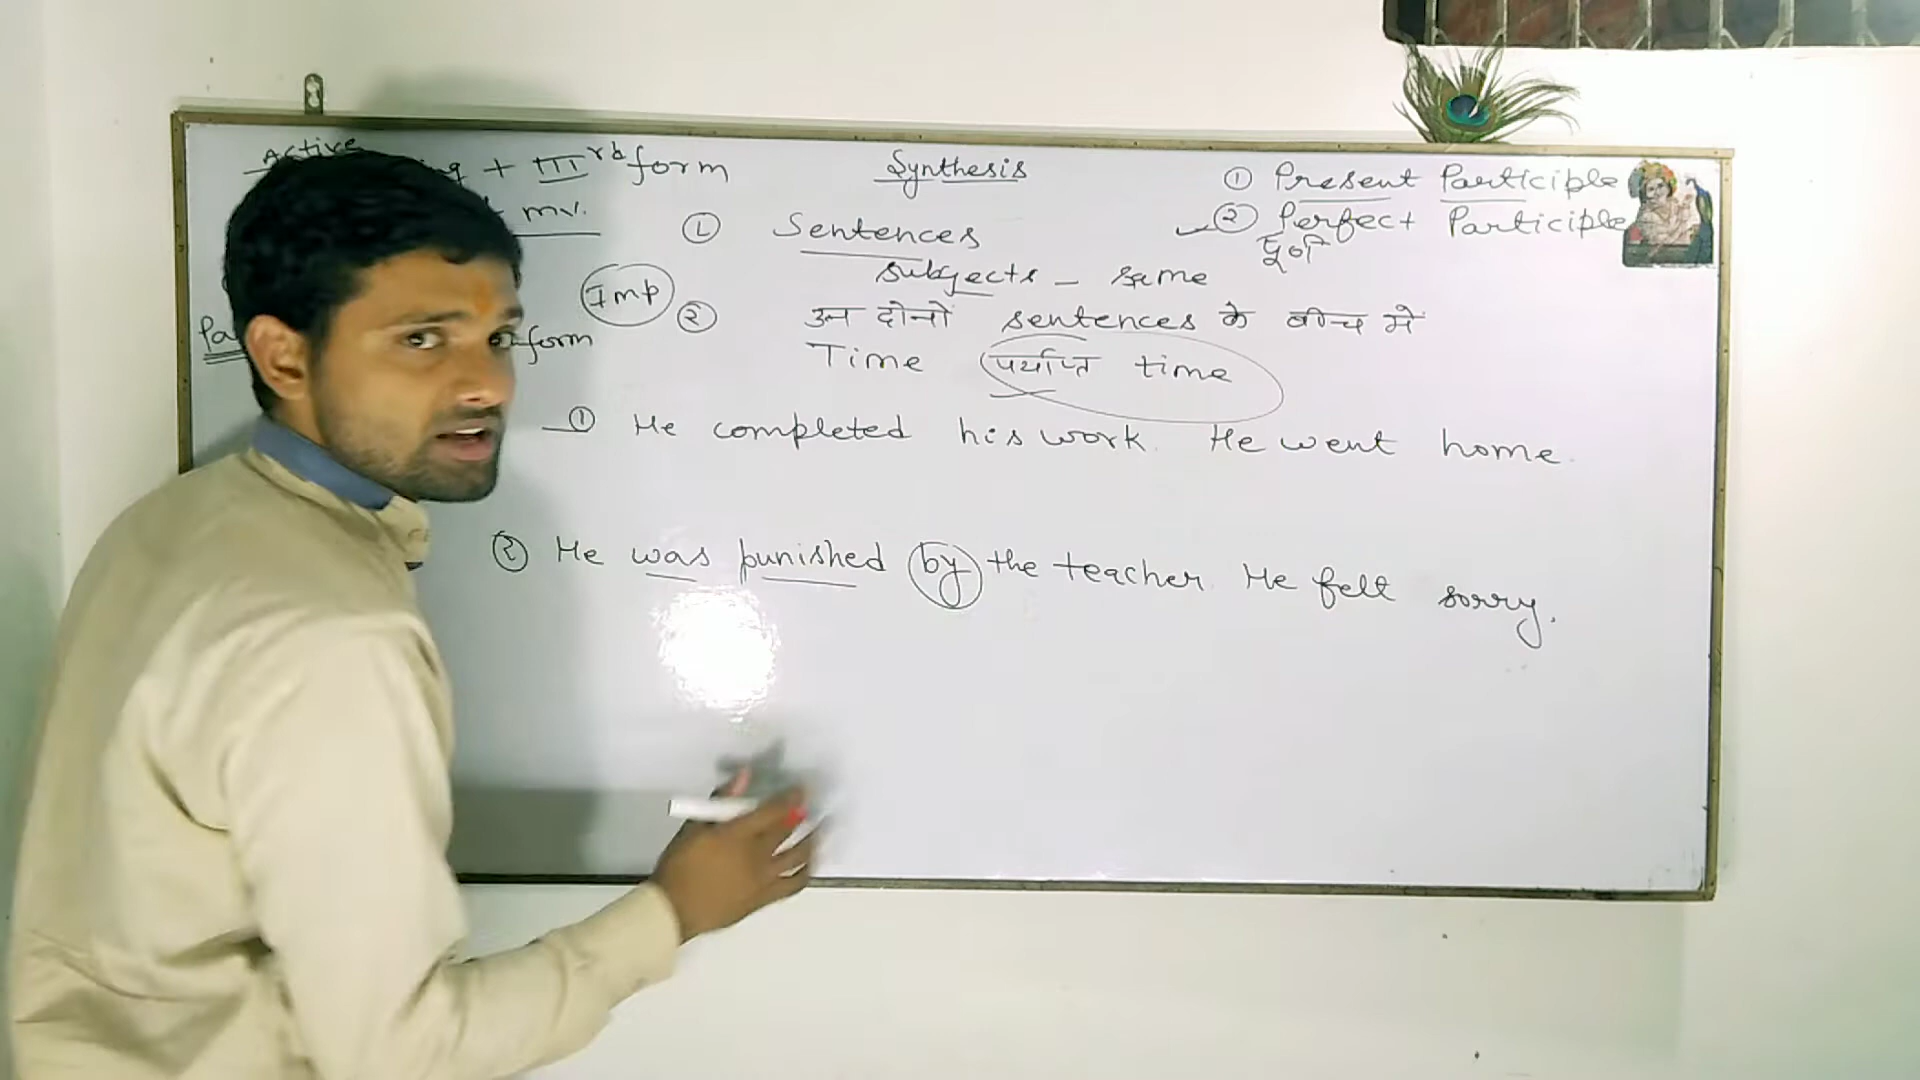 Active + IIIrd form
mv.
form
Synthesis
① Sentences
subjects - same
Imp ② उन दोनों sentences के बीच में
Time पर्याप्त time
① Present Participle
② Perfect Participle
पूर्ण
① He completed his work. He went home.
② He was punished by the teacher. He felt sorry.